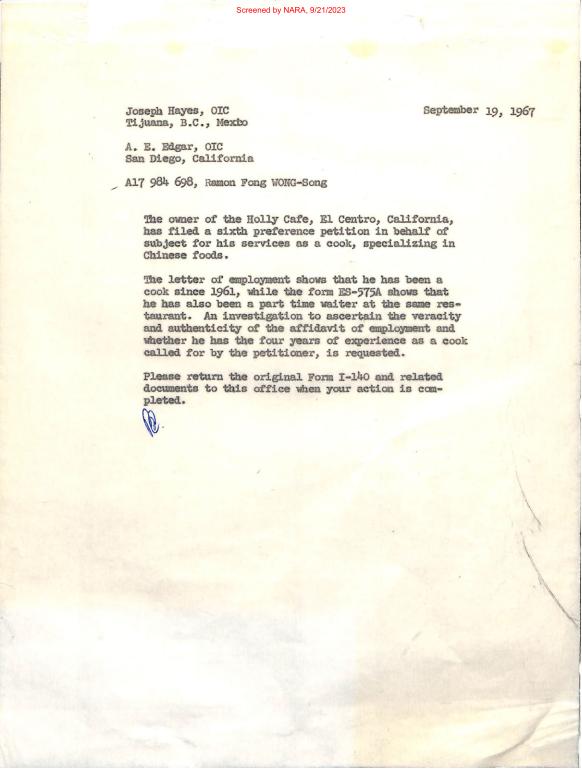 Screened by NARA, 9/21/2023
Joseph Hayes, OIC September 19, 1967
Tijuana, B.C., Mexico
A. E. Edgar, OIC
San Diego, California
A17 984 698, Ramon Fong WONG-Song
The owner of the Holly Cafe, El Centro, California,
has filed a sixth preference petition in behalf of
subject for his services as a cook, specializing in
Chinese foods.
The letter of employment shows that he has been a
cook since 1961, while the form ES-575A shows that
he has also been a part time waiter at the same res-
taurant. An investigation to ascertain the veracity
and authenticity of the affidavit of employment and
whether he has the four years of experience as a cook
called for by the petitioner, is requested.
Please return the original Form I-140 and related
documents to this office when your action is com-
pleted.